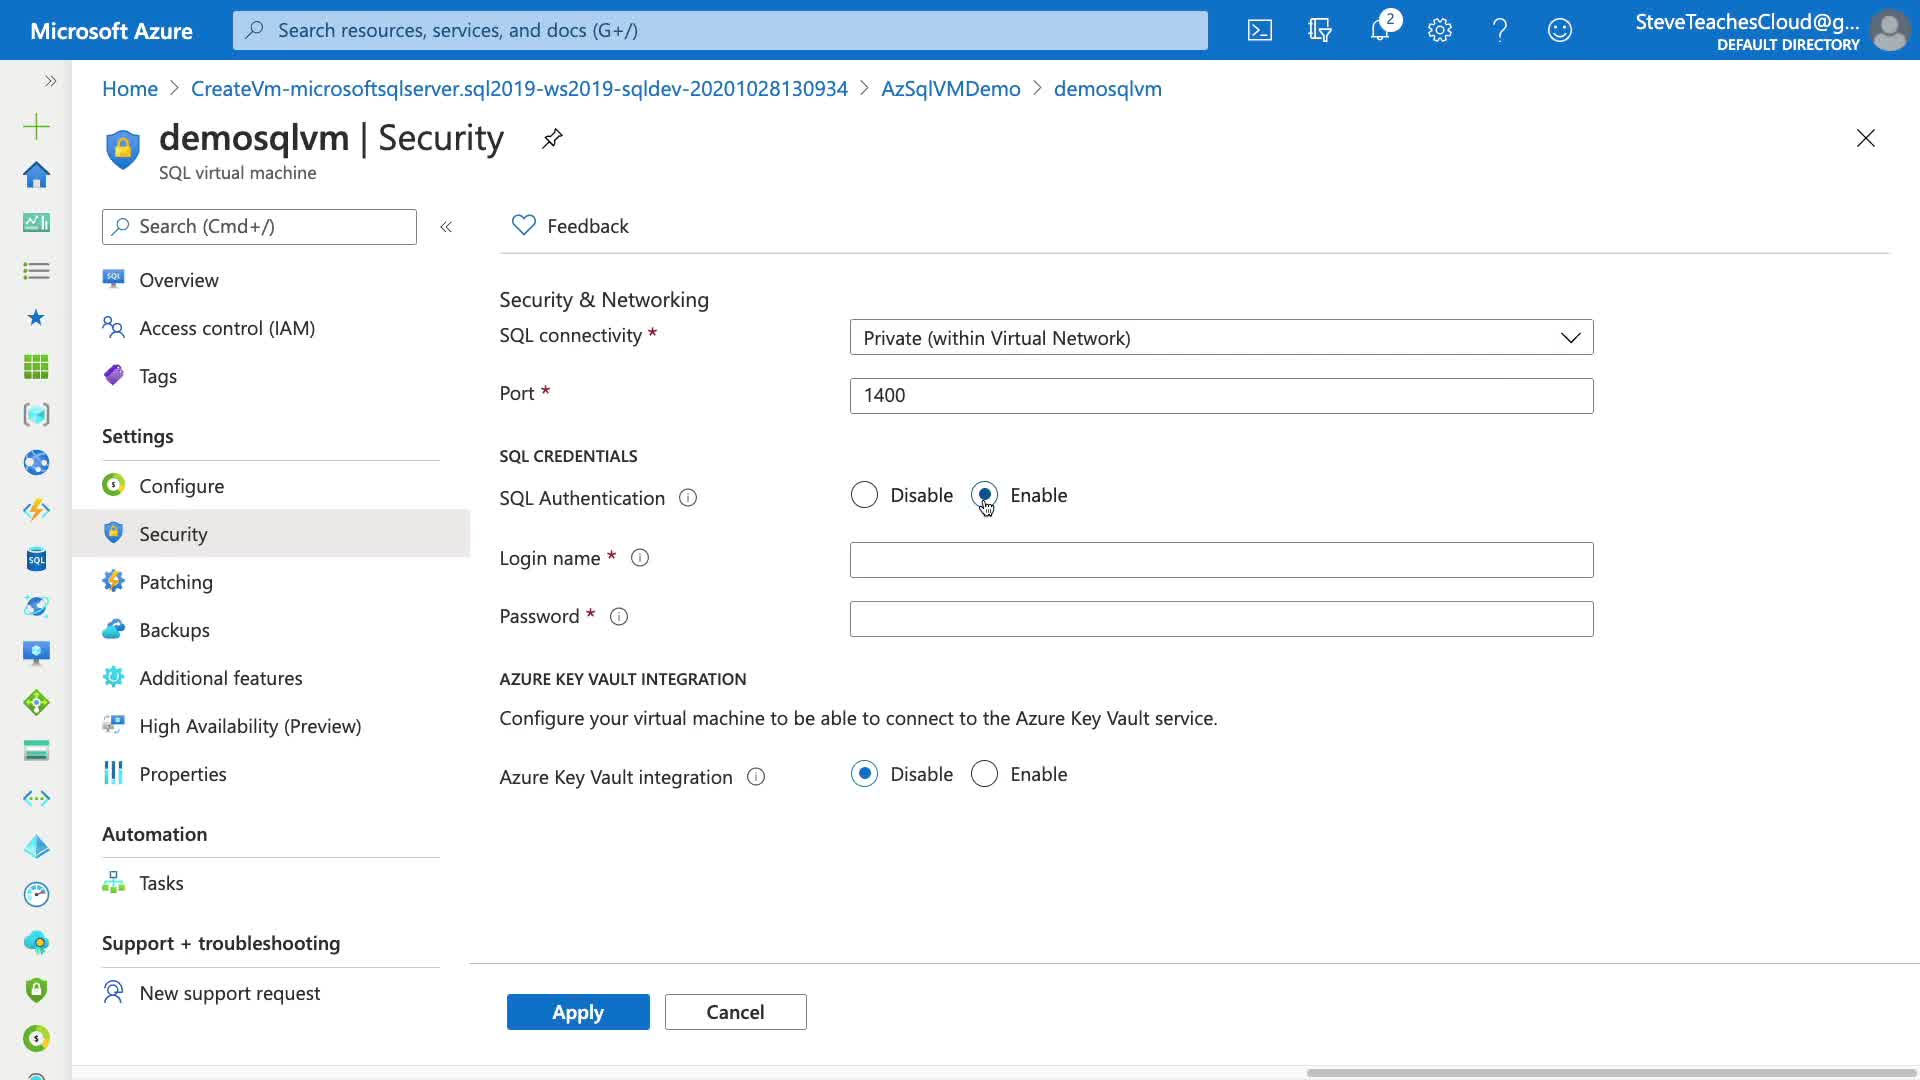 Microsoft Azure
Search resources, services, and docs (G+/)
2
SteveTeachesCloud@g...
DEFAULT DIRECTORY
Home > CreateVm-microsoftsqlserver.sql2019-ws2019-sqldev-20201028130934 > AzSqlVMDemo > demosqlvm
demosqlvm | Security
SQL virtual machine
Search (Cmd+/)
Feedback
Overview
Access control (IAM)
Tags
Settings
Configure
Security
Patching
Backups
Additional features
High Availability (Preview)
Properties
Automation
Tasks
Support + troubleshooting
New support request
Security & Networking
SQL connectivity *
Private (within Virtual Network)
Port *
1400
SQL CREDENTIALS
SQL Authentication
Disable
Enable
Login name *
Password *
AZURE KEY VAULT INTEGRATION
Configure your virtual machine to be able to connect to the Azure Key Vault service.
Azure Key Vault integration
Disable
Enable
Apply
Cancel
SQL
SQL